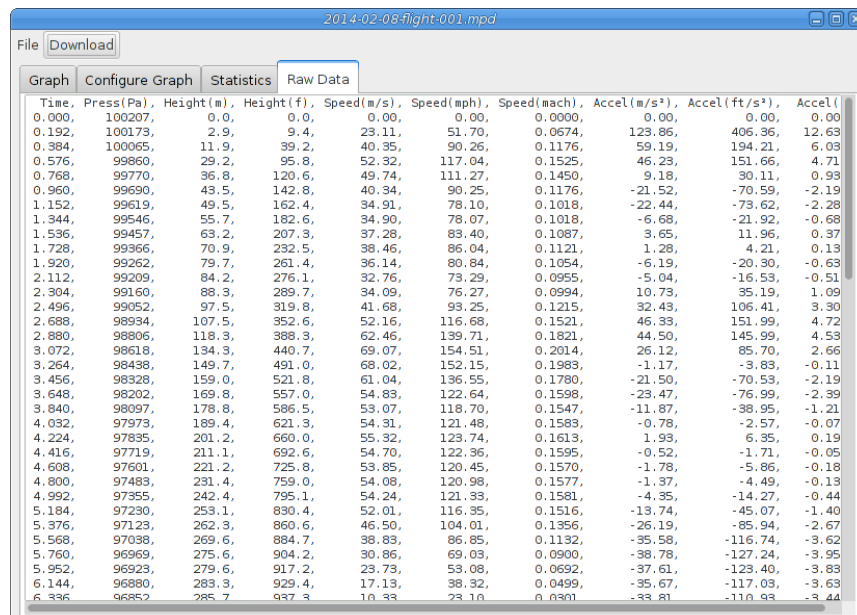 2014-02-08-flight-001.mpd
File Download
Graph Configure Graph Statistics Raw Data
Time, Press(Pa), Height(m), Height(f), Speed(m/s), Speed(mph), Speed(mach), Accel(m/s²), Accel(ft/s²), Accel(
0.000, 100207, 0.0, 0.0, 0.00, 0.00, 0.0000, 0.00, 0.00, 0.00
0.192, 100173, 2.9, 9.4, 23.11, 51.70, 0.0674, 123.86, 406.36, 12.63
0.384, 100065, 11.9, 39.2, 40.35, 90.26, 0.1176, 59.19, 194.21, 6.03
0.576, 99860, 29.2, 95.8, 52.32, 117.04, 0.1525, 46.23, 151.66, 4.71
0.768, 99770, 36.8, 120.6, 49.74, 111.27, 0.1450, 9.18, 30.11, 0.93
0.960, 99690, 43.5, 142.8, 40.34, 90.25, 0.1176, -21.52, -70.59, -2.19
1.152, 99619, 49.5, 162.4, 34.91, 78.10, 0.1018, -22.44, -73.62, -2.28
1.344, 99546, 55.7, 182.6, 34.90, 78.07, 0.1018, -6.68, -21.92, -0.68
1.536, 99457, 63.2, 207.3, 37.28, 83.40, 0.1087, 3.65, 11.96, 0.37
1.728, 99366, 70.9, 232.5, 38.46, 86.04, 0.1121, 1.28, 4.21, 0.13
1.920, 99262, 79.7, 261.4, 36.14, 80.84, 0.1054, -6.19, -20.30, -0.63
2.112, 99209, 84.2, 276.1, 32.76, 73.29, 0.0955, -5.04, -16.53, -0.51
2.304, 99160, 88.3, 289.7, 34.09, 76.27, 0.0994, 10.73, 35.19, 1.09
2.496, 99052, 97.5, 319.8, 41.68, 93.25, 0.1215, 32.43, 106.41, 3.30
2.688, 98934, 107.5, 352.6, 52.16, 116.68, 0.1521, 46.33, 151.99, 4.72
2.880, 98806, 118.3, 388.3, 62.46, 139.71, 0.1821, 44.50, 145.99, 4.53
3.072, 98618, 134.3, 440.7, 69.07, 154.51, 0.2014, 26.12, 85.70, 2.66
3.264, 98438, 149.7, 491.0, 68.02, 152.15, 0.1983, -1.17, -3.83, -0.11
3.456, 98328, 159.0, 521.8, 61.04, 136.55, 0.1780, -21.50, -70.53, -2.19
3.648, 98202, 169.8, 557.0, 54.83, 122.64, 0.1598, -23.47, -76.99, -2.39
3.840, 98097, 178.8, 586.5, 53.07, 118.70, 0.1547, -11.87, -38.95, -1.21
4.032, 97973, 189.4, 621.3, 54.31, 121.48, 0.1583, -0.78, -2.57, -0.07
4.224, 97835, 201.2, 660.0, 55.32, 123.74, 0.1613, 1.93, 6.35, 0.19
4.416, 97719, 211.1, 692.6, 54.70, 122.36, 0.1595, -0.52, -1.71, -0.05
4.608, 97601, 221.2, 725.8, 53.85, 120.45, 0.1570, -1.78, -5.86, -0.18
4.800, 97483, 231.4, 759.0, 54.08, 120.98, 0.1577, -1.37, -4.49, -0.13
4.992, 97355, 242.4, 795.1, 54.24, 121.33, 0.1581, -4.35, -14.27, -0.44
5.184, 97230, 253.1, 830.4, 52.01, 116.35, 0.1516, -13.74, -45.07, -1.40
5.376, 97123, 262.3, 860.6, 46.50, 104.01, 0.1356, -26.19, -85.94, -2.67
5.568, 97038, 269.6, 884.7, 38.83, 86.85, 0.1132, -35.58, -116.74, -3.62
5.760, 96969, 275.6, 904.2, 30.86, 69.03, 0.0900, -38.78, -127.24, -3.95
5.952, 96923, 279.6, 917.2, 23.73, 53.08, 0.0692, -37.61, -123.40, -3.83
6.144, 96880, 283.3, 929.4, 17.13, 38.32, 0.0499, -35.67, -117.03, -3.63
6.336, 96852, 285.7, 937.3, 10.33, 23.10, 0.0301, -33.81, -110.93, -3.44